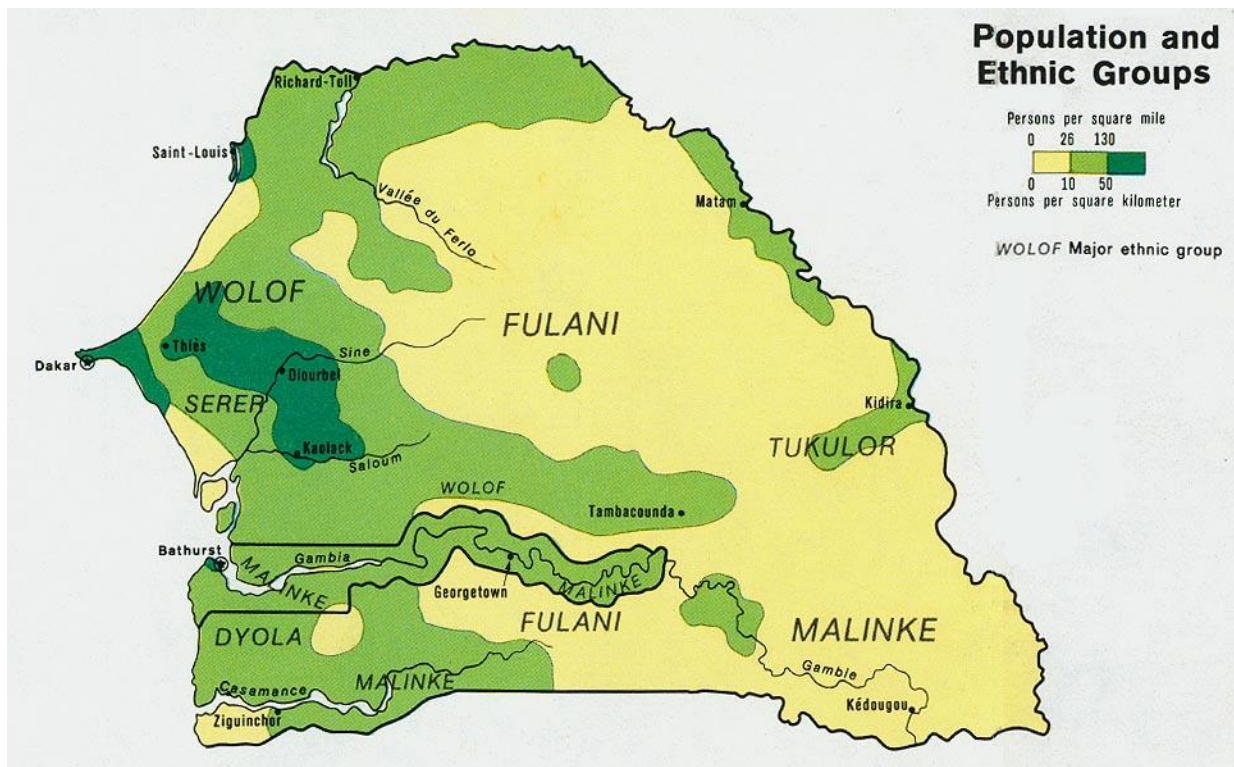 Population and
Ethnic Groups
Persons per square mile
0 26 130
0 10 50
Persons per square kilometer
WOLOF Major ethnic group
Richard-Toll
Saint-Louis
Vallée du Ferlo
Matam
WOLOF
FULANI
Thiès
Sine
Dakar
Diourbel
SERER
Kidira
Kaolack
Saloum
TUKULOR
WOLOF
Tambacounda
Bathurst
Gambia
MALINKE
Georgetown
MALINKE
DYOLA
FULANI
MALINKE
Gambie
Casamance
MALINKE
Ziguinchor
Kédougou